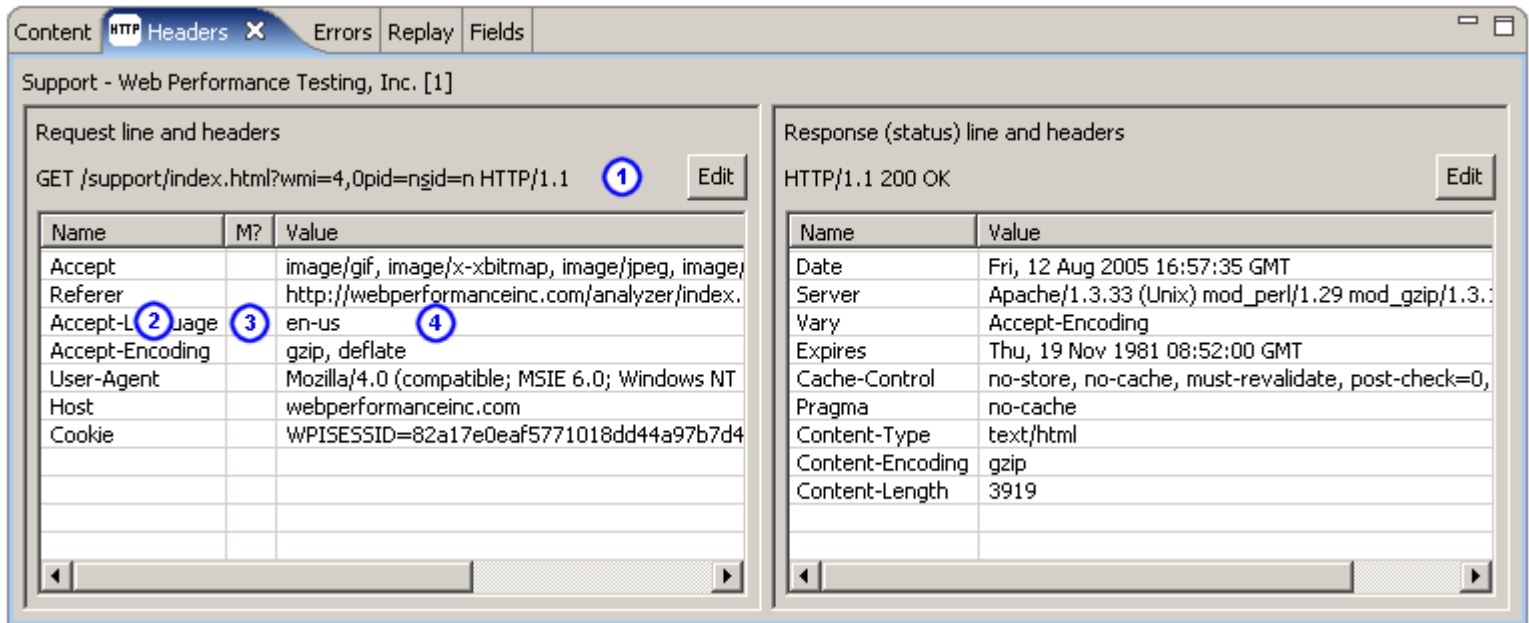 Content HTTP Headers Errors Replay Fields
Support - Web Performance Testing, Inc. [1]
Request line and headers
GET /support/index.html?wmi=4,0pid=nsid=n HTTP/1.1 1 Edit
Name M? Value
Accept image/gif, image/x-xbitmap, image/jpeg, image/
Referer http://webperformanceinc.com/analyzer/index.
Accept-L 2 uage 3 en-us 4
Accept-Encoding gzip, deflate
User-Agent Mozilla/4.0 (compatible; MSIE 6.0; Windows NT
Host webperformanceinc.com
Cookie WPISESSID=82a17e0eaf5771018dd44a97b7d4
Response (status) line and headers
HTTP/1.1 200 OK Edit
Name Value
Date Fri, 12 Aug 2005 16:57:35 GMT
Server Apache/1.3.33 (Unix) mod_perl/1.29 mod_gzip/1.3.
Vary Accept-Encoding
Expires Thu, 19 Nov 1981 08:52:00 GMT
Cache-Control no-store, no-cache, must-revalidate, post-check=0,
Pragma no-cache
Content-Type text/html
Content-Encoding gzip
Content-Length 3919